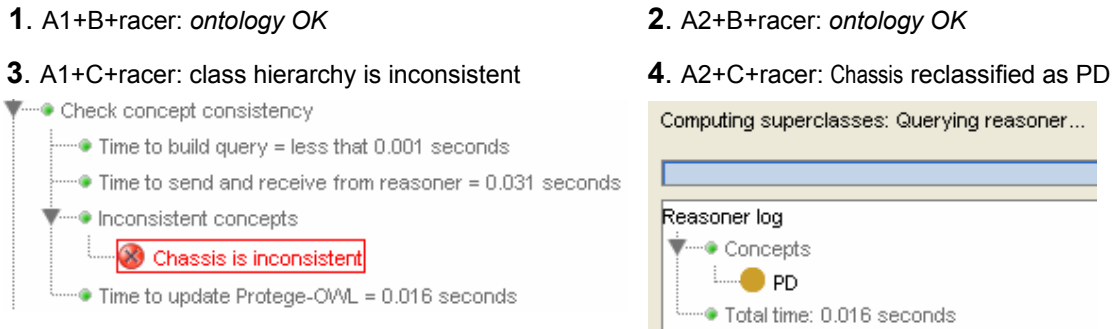 1. A1+B+racer: ontology OK
2. A2+B+racer: ontology OK
3. A1+C+racer: class hierarchy is inconsistent
Check concept consistency
Time to build query = less that 0.001 seconds
Time to send and receive from reasoner = 0.031 seconds
Inconsistent concepts
Chassis is inconsistent
Time to update Protege-OWL = 0.016 seconds
4. A2+C+racer: Chassis reclassified as PD
Computing superclasses: Querying reasoner...
Reasoner log
Concepts
PD
Total time: 0.016 seconds